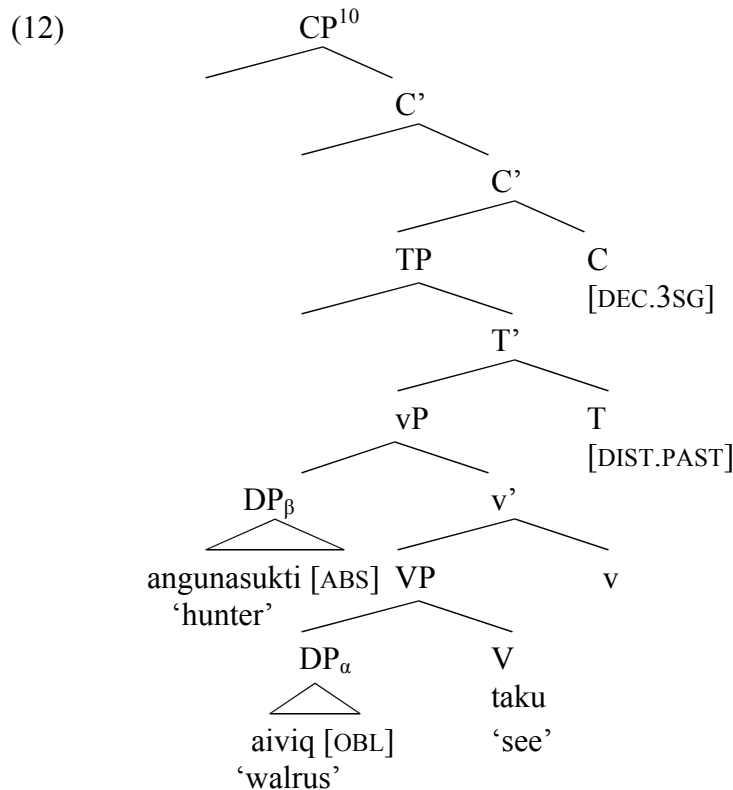 (12) CP¹⁰
C’
C’
TP C
[DEC.3SG]
T’
vP T
[DIST.PAST]
DPβ v’
angunasukti [ABS] VP v
‘hunter’
DPα V
taku
aiviq [OBL] ‘see’
‘walrus’